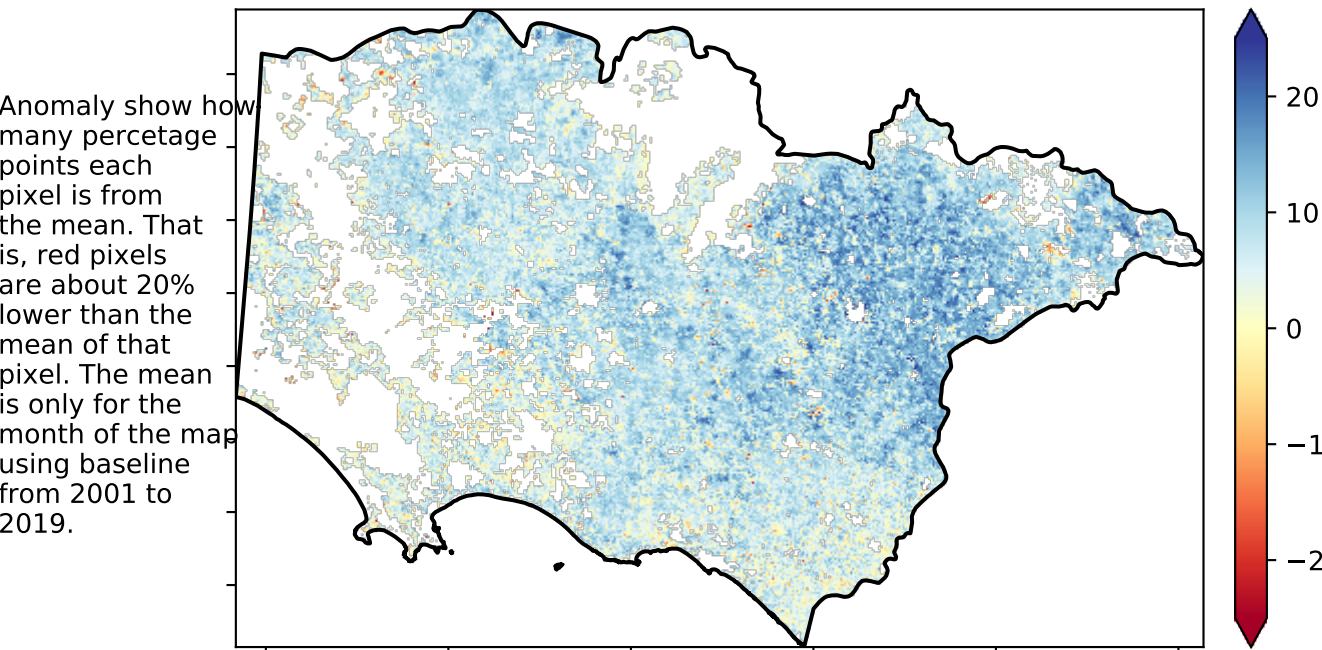 Anomaly show how
many percetage
points each
pixel is from
the mean. That
is, red pixels
are about 20%
lower than the
mean of that
pixel. The mean
is only for the
month of the map
using baseline
from 2001 to
2019.
20
10
0
−1
−2